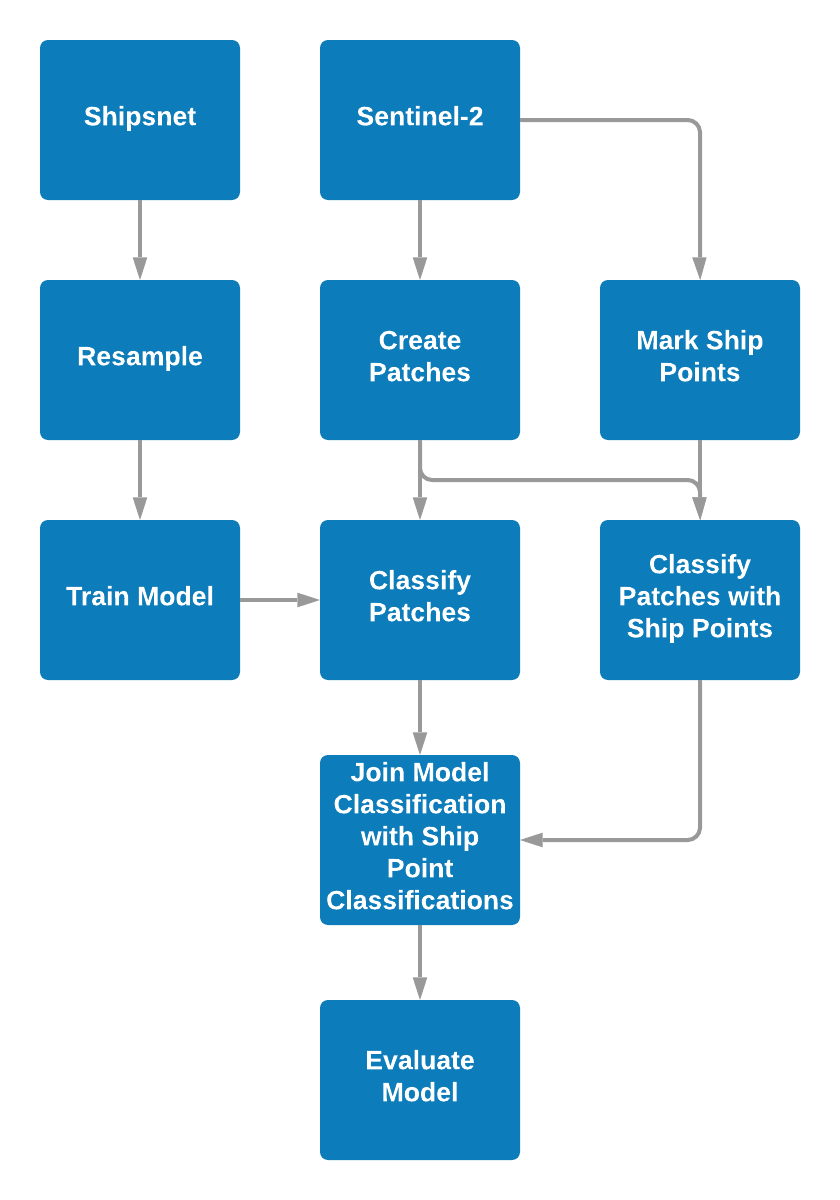 Shipsnet
Sentinel-2
Resample
Create
Patches
Mark Ship
Points
Train Model
Classify
Patches
Classify
Patches with
Ship Points
Join Model
Classification
with Ship
Point
Classifications
Evaluate
Model